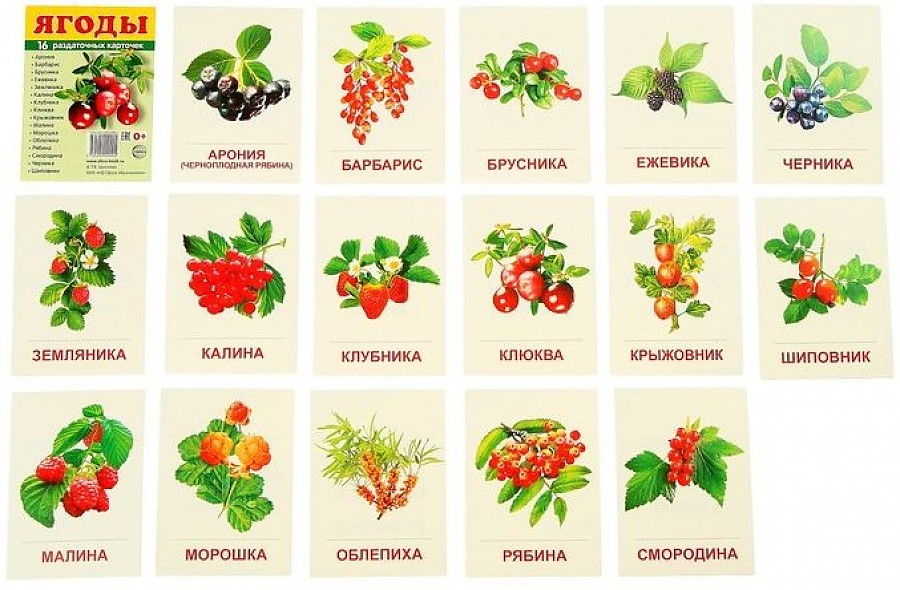 ЯГОДЫ
16 раздаточных карточек
Арония
Барбарис
Брусника
Ежевика
Земляника
Калина
Клубника
Клюква
Крыжовник
Малина
Морошка
Облепиха
Рябина
Смородина
Черника
Шиповник
0+
АРОНИЯ
(ЧЕРНОПЛОДНАЯ РЯБИНА)
БАРБАРИС
БРУСНИКА
ЕЖЕВИКА
ЧЕРНИКА
ЗЕМЛЯНИКА
КАЛИНА
КЛУБНИКА
КЛЮКВА
КРЫЖОВНИК
ШИПОВНИК
МАЛИНА
МОРОШКА
ОБЛЕПИХА
РЯБИНА
СМОРОДИНА